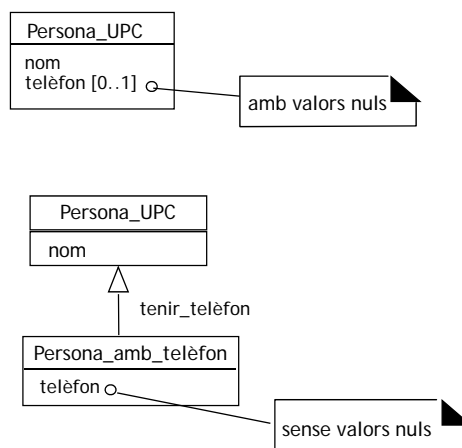 Persona_UPC
nom
telèfon [0..1]
amb valors nuls
Persona_UPC
nom
tenir_telèfon
Persona_amb_telèfon
telèfon
sense valors nuls